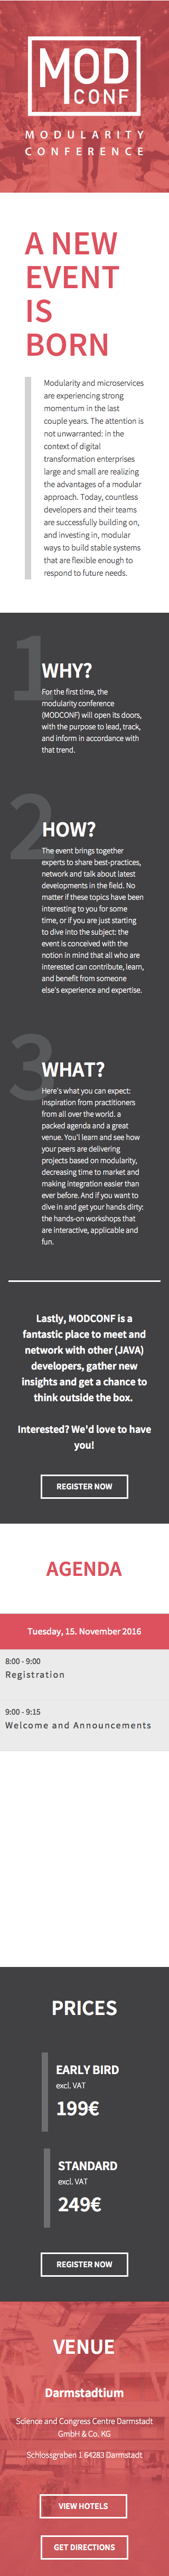 MOD
CONF
MODULARITY
CONFERENCE
A NEW
EVENT
IS
BORN
Modularity and microservices
are experiencing strong
momentum in the last
couple years. The attention is
not unwarranted: in the
context of digital
transformation enterprises
large and small are realizing
the advantages of a modular
approach. Today, countless
developers and their teams
are successfully building on,
and investing in, modular
ways to build stable systems
that are flexible enough to
respond to future needs.
1
WHY?
For the first time, the
modularity conference
(MODCONF) will open its doors,
with the purpose to lead, track,
and inform in accordance with
that trend.
2
HOW?
The event brings together
experts to share best-practices,
network and talk about latest
developments in the field. No
matter if these topics have been
interesting to you for some
time, or if you are just starting
to dive into the subject: the
event is conceived with the
notion in mind that all who are
interested can contribute, learn,
and benefit from someone
else's experience and expertise.
3
WHAT?
Here's what you can expect:
inspiration from practitioners
from all over the world. a
packed agenda and a great
venue. You'll learn and see how
your peers are delivering
projects based on modularity,
decreasing time to market and
making integration easier than
ever before. And if you want to
dive in and get your hands dirty:
the hands-on workshops that
are interactive, applicable and
fun.
Lastly, MODCONF is a
fantastic place to meet and
network with other (JAVA)
developers, gather new
insights and get a chance to
think outside the box.
Interested? We'd love to have
you!
REGISTER NOW
AGENDA
Tuesday, 15. November 2016
8:00 - 9:00
Registration
9:00 - 9:15
Welcome and Announcements
PRICES
EARLY BIRD
excl. VAT
199€
STANDARD
excl. VAT
249€
REGISTER NOW
VENUE
Darmstadtium
Science and Congress Centre Darmstadt
GmbH & Co. KG
Schlossgraben 1 64283 Darmstadt
VIEW HOTELS
GET DIRECTIONS